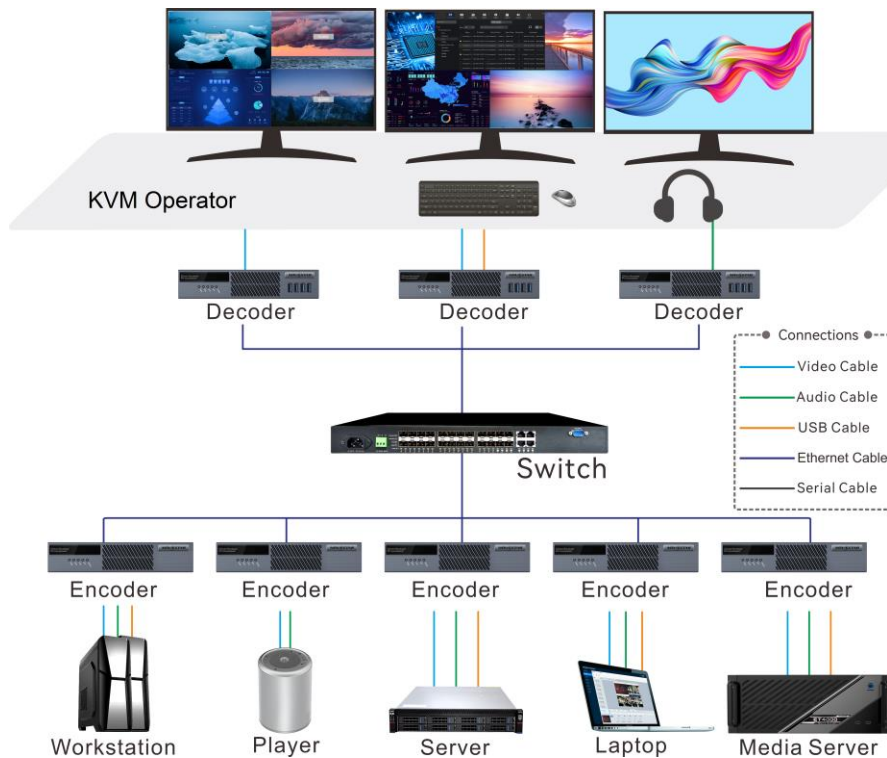 KVM Operator
Decoder
Decoder
Decoder
Connections
Video Cable
Audio Cable
USB Cable
Ethernet Cable
Serial Cable
Switch
Encoder
Encoder
Encoder
Encoder
Encoder
Workstation
Player
Server
Laptop
Media Server